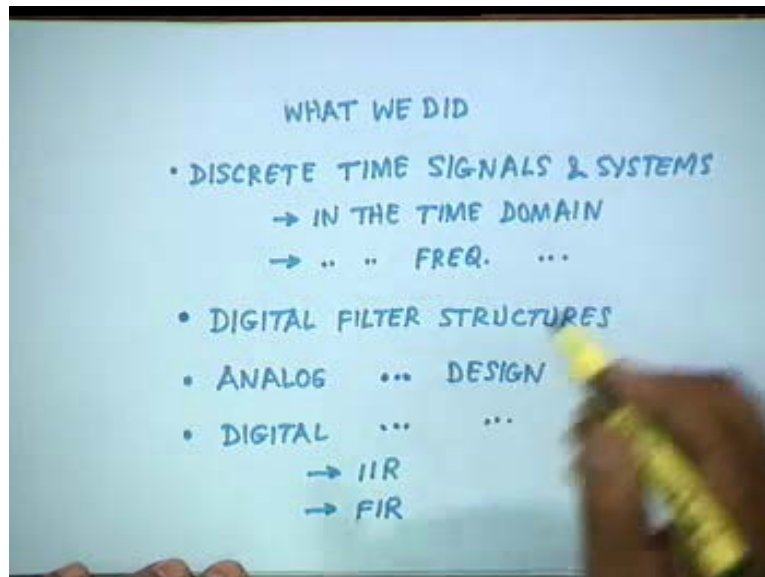 WHAT WE DID
• DISCRETE TIME SIGNALS & SYSTEMS
→ IN THE TIME DOMAIN
→ .. .. FREQ. ...
• DIGITAL FILTER STRUCTURES
• ANALOG ... DESIGN
• DIGITAL ... ...
→ IIR
→ FIR